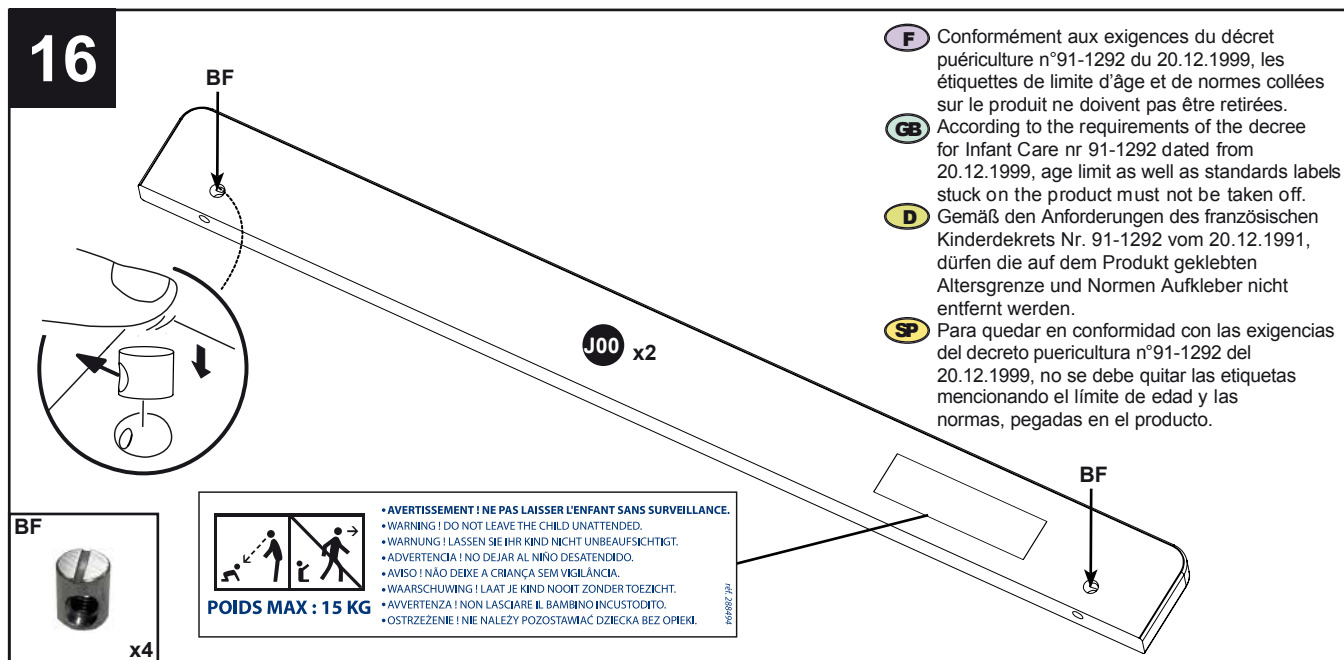 16
BF
F Conformément aux exigences du décret
puériculture n°91-1292 du 20.12.1999, les
étiquettes de limite d'âge et de normes collées
sur le produit ne doivent pas être retirées.
GB According to the requirements of the decree
for Infant Care nr 91-1292 dated from
20.12.1999, age limit as well as standards labels
stuck on the product must not be taken off.
D Gemäß den Anforderungen des französischen
Kinderdekrets Nr. 91-1292 vom 20.12.1991,
dürfen die auf dem Produkt geklebten
Altersgrenze und Normen Aufkleber nicht
entfernt werden.
SP Para quedar en conformidad con las exigencias
del decreto puericultura n°91-1292 del
20.12.1999, no se debe quitar las etiquetas
mencionando el límite de edad y las
normas, pegadas en el producto.
J00 x2
BF
BF
x4
POIDS MAX : 15 KG
• AVERTISSEMENT ! NE PAS LAISSER L'ENFANT SANS SURVEILLANCE.
• WARNING ! DO NOT LEAVE THE CHILD UNATTENDED.
• WARNUNG ! LASSEN SIE IHR KIND NICHT UNBEAUFSICHTIGT.
• ADVERTENCIA ! NO DEJAR AL NIÑO DESATENDIDO.
• AVISO ! NÃO DEIXE A CRIANÇA SEM VIGILÂNCIA.
• WAARSCHUWING ! LAAT JE KIND NOOIT ZONDER TOEZICHT.
• AVVERTENZA ! NON LASCIARE IL BAMBINO INCUSTODITO.
• OSTRZEŻENIE ! NIE NALEŻY POZOSTAWIAĆ DZIECKA BEZ OPIEKI.
réf. 288494